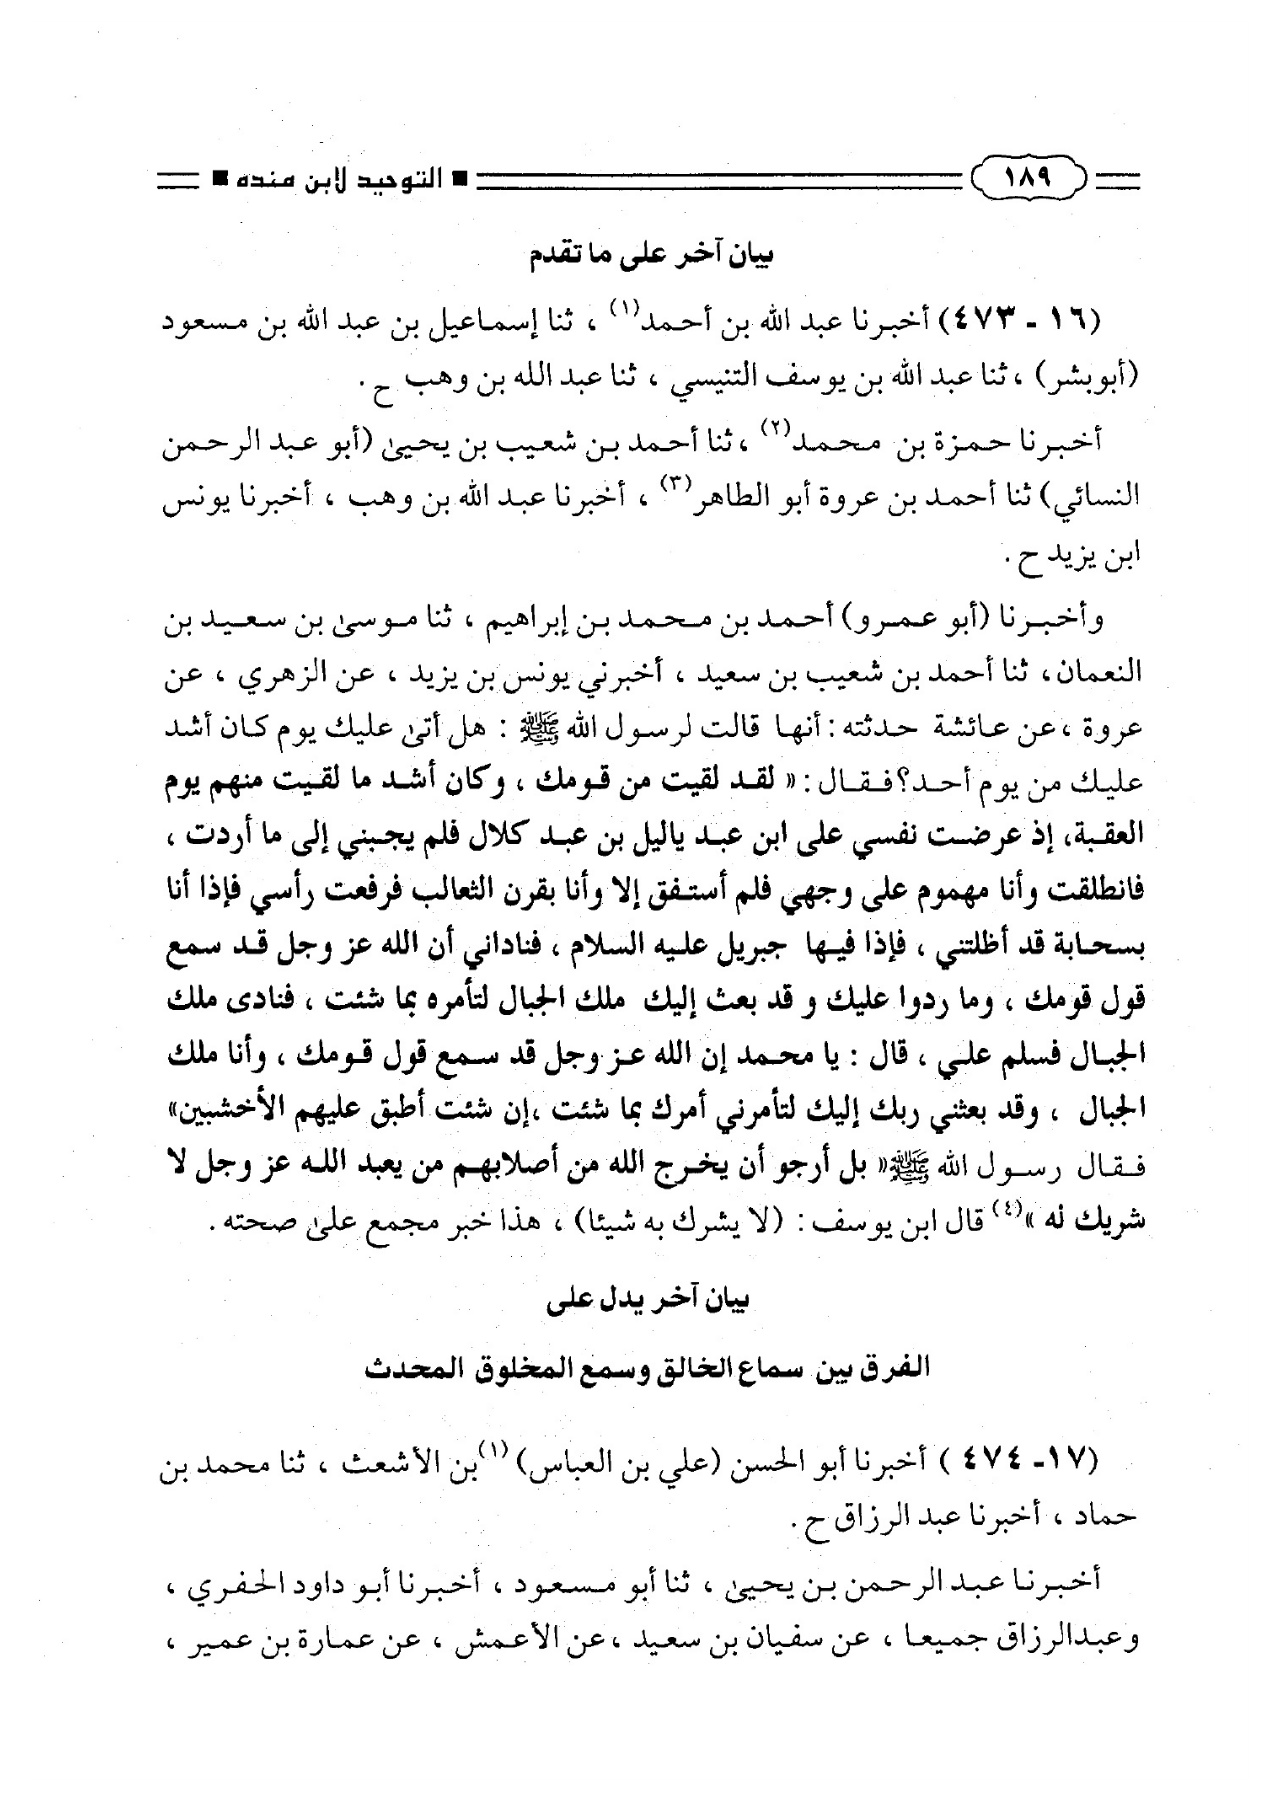 ١٨٩ ■ التوحيد لابن منده ■
بيان آخر على ما تقدم
(١٦ - ٤٧٣) أخبرنا عبد الله بن أحمد(١) ، ثنا إسماعيل بن عبد الله بن مسعود
(أبوبشر) ، ثنا عبد الله بن يوسف التنيسي ، ثنا عبد الله بن وهب ح .
أخبرنا حمزة بن محمد(٢) ، ثنا أحمد بن شعيب بن يحيىٰ (أبو عبد الرحمن
النسائي) ثنا أحمد بن عروة أبو الطاهر(٣) ، أخبرنا عبد الله بن وهب ، أخبرنا يونس
ابن يزيد ح .
وأخبرنا (أبو عمرو) أحمد بن محمد بن إبراهيم ، ثنا موسىٰ بن سعيد بن
النعمان ، ثنا أحمد بن شعيب بن سعيد ، أخبرني يونس بن يزيد ، عن الزهري ، عن
عروة ، عن عائشة حدثته : أنها قالت لرسول الله ﷺ : هل أتىٰ عليك يوم كان أشد
عليك من يوم أحد؟ فقال : « لقد لقيت من قومك ، وكان أشد ما لقيت منهم يوم
العقبة، إذ عرضت نفسي على ابن عبد ياليل بن عبد كلال فلم يجبني إلى ما أردت ،
فانطلقت وأنا مهموم على وجهي فلم أستفق إلا وأنا بقرن الثعالب فرفعت رأسي فإذا أنا
بسحابة قد أظلتني ، فإذا فيها جبريل عليه السلام ، فناداني أن الله عز وجل قد سمع
قول قومك ، وما ردوا عليك و قد بعث إليك ملك الجبال لتأمره بما شئت ، فنادى ملك
الجبال فسلم علي ، قال : يا محمد إن الله عز وجل قد سمع قول قومك ، وأنا ملك
الجبال ، وقد بعثني ربك إليك لتأمرني أمرك بما شئت ،إن شئت أطبق عليهم الأخشبين»
فقال رسول الله ﷺ« بل أرجو أن يخرج الله من أصلابهم من يعبد الله عز وجل لا
شريك له »(٤) قال ابن يوسف : (لا يشرك به شيئا) ، هذا خبر مجمع علىٰ صحته .
بيان آخر يدل على
الفرق بين سماع الخالق وسمع المخلوق المحدث
(١٧- ٤٧٤ ) أخبرنا أبو الحسن (علي بن العباس)(١)بن الأشعث ، ثنا محمد بن
حماد ، أخبرنا عبد الرزاق ح .
أخبرنا عبد الرحمن بن يحيىٰ ، ثنا أبو مسعود ، أخبرنا أبو داود الحفري ،
وعبدالرزاق جميعا ، عن سفيان بن سعيد ،عن الأعمش ، عن عمارة بن عمير ،